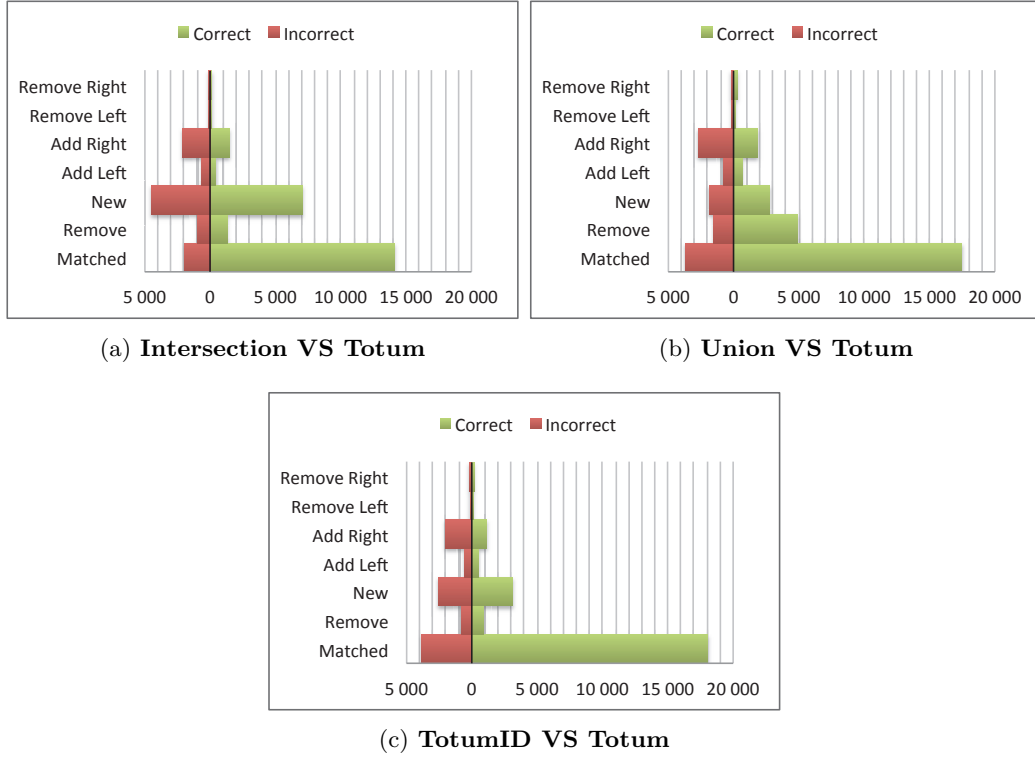 Correct Incorrect
Remove Right
Remove Left
Add Right
Add Left
New
Remove
Matched
5 000 0 5 000 10 000 15 000 20 000
(a) Intersection VS Totum
Correct Incorrect
Remove Right
Remove Left
Add Right
Add Left
New
Remove
Matched
5 000 0 5 000 10 000 15 000 20 000
(b) Union VS Totum
Correct Incorrect
Remove Right
Remove Left
Add Right
Add Left
New
Remove
Matched
5 000 0 5 000 10 000 15 000 20 000
(c) TotumID VS Totum